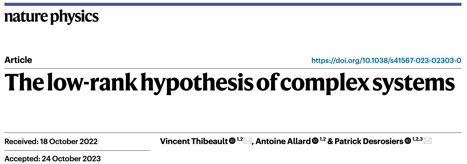 nature physics
Article
https://doi.org/10.1038/s41567-023-02303-0
The low-rank hypothesis of complex systems
Received: 18 October 2022
Vincent Thibeault 1,2, Antoine Allard 1,2 & Patrick Desrosiers 1,2,3
Accepted: 24 October 2023